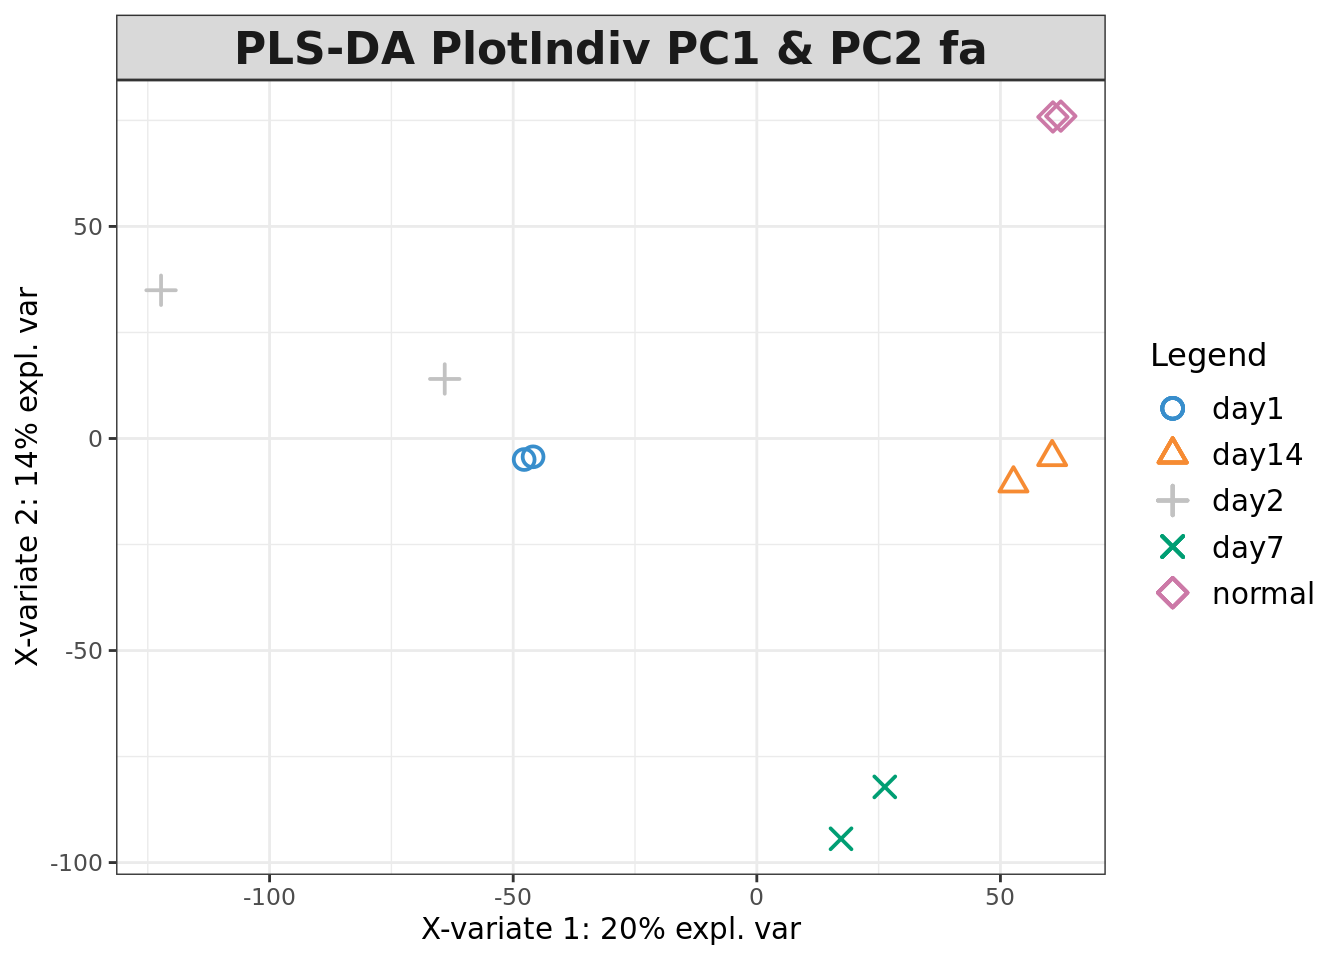 PLS-DA PlotIndiv PC1 & PC2 fa
50
0
-50
-100
X-variate 2: 14% expl. var
-100
-50
0
50
X-variate 1: 20% expl. var
Legend
day1
day14
day2
day7
normal